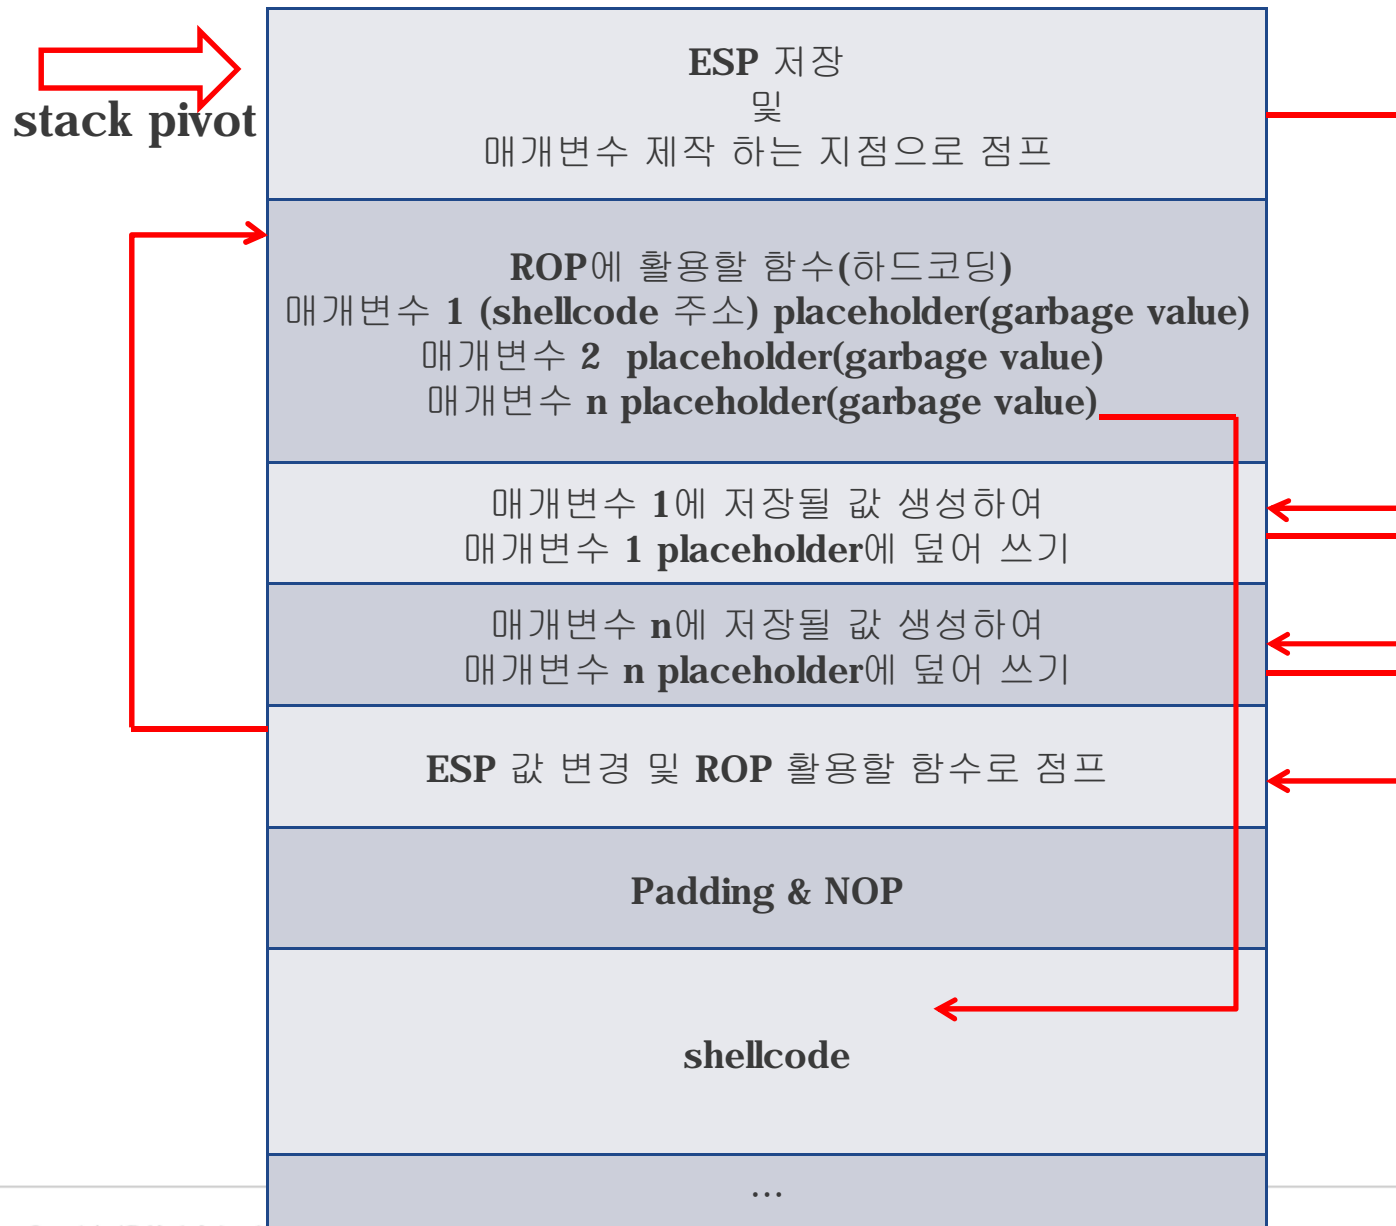 ESP 저장
및
매개변수 제작 하는 지점으로 점프
stack pivot
ROP에 활용할 함수(하드코딩)
매개변수 1 (shellcode 주소) placeholder(garbage value)
매개변수 2 placeholder(garbage value)
매개변수 n placeholder(garbage value)
매개변수 1에 저장될 값 생성하여
매개변수 1 placeholder에 덮어 쓰기
매개변수 n에 저장될 값 생성하여
매개변수 n placeholder에 덮어 쓰기
ESP 값 변경 및 ROP 활용할 함수로 점프
Padding & NOP
shellcode
...